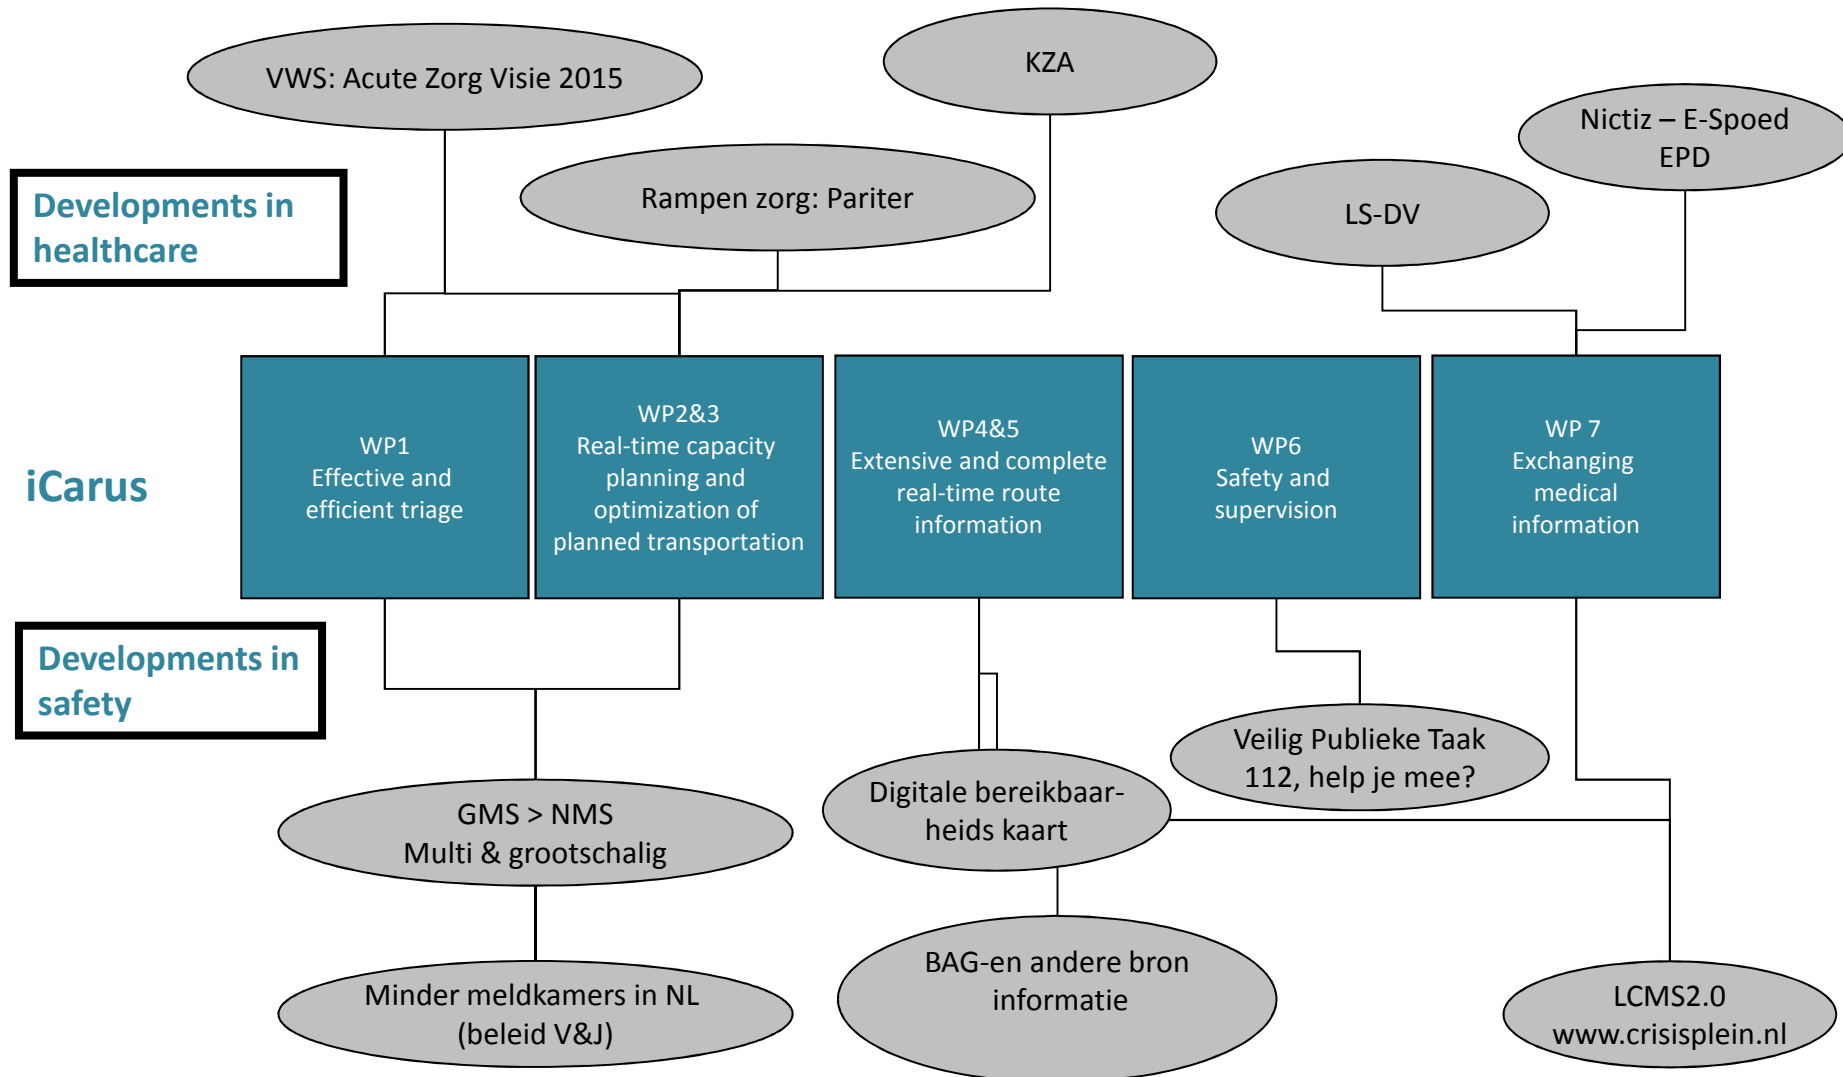 VWS: Acute Zorg Visie 2015
KZA
Nictiz – E-Spoed
EPD
Rampen zorg: Pariter
LS-DV
Developments in
healthcare
iCarus
WP1
Effective and
efficient triage
WP2&3
Real-time capacity
planning and
optimization of
planned transportation
WP4&5
Extensive and complete
real-time route
information
WP6
Safety and
supervision
WP 7
Exchanging
medical
information
Developments in
safety
Veilig Publieke Taak
112, help je mee?
Digitale bereikbaar-
heids kaart
GMS > NMS
Multi & grootschalig
BAG-en andere bron
informatie
Minder meldkamers in NL
(beleid V&J)
LCMS2.0
www.crisisplein.nl